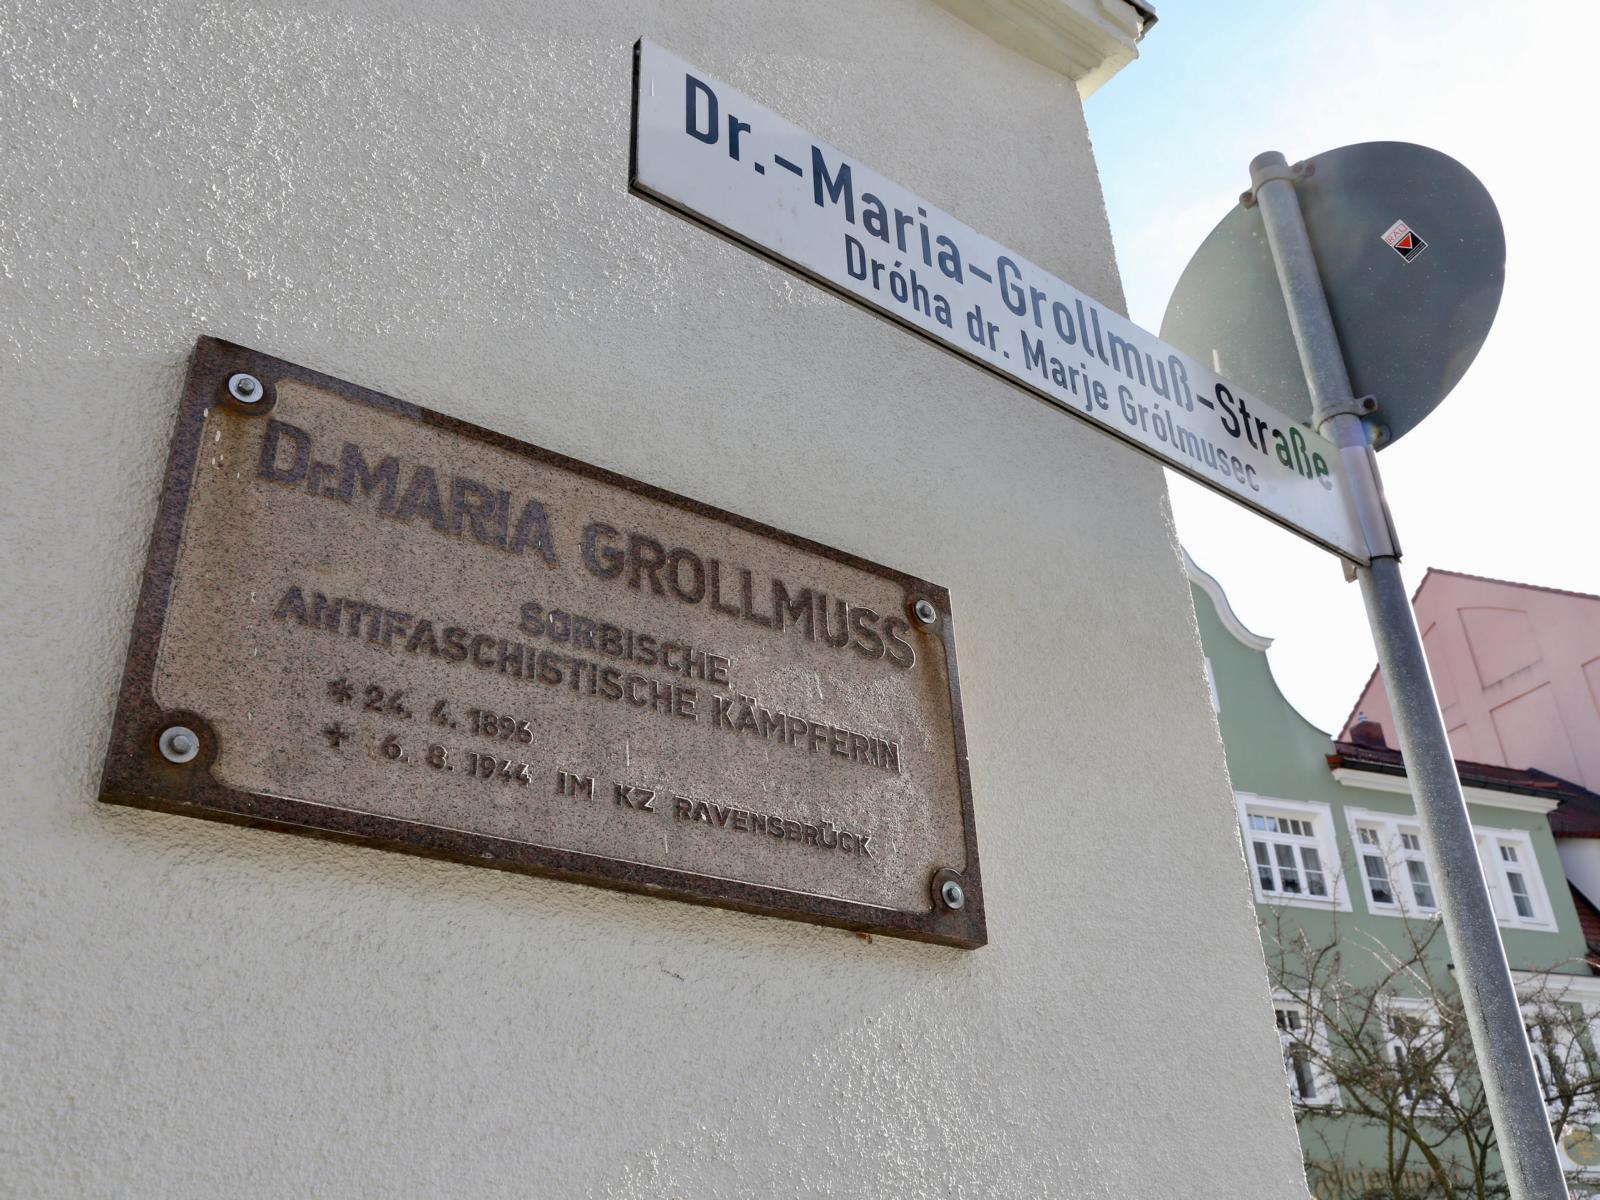 Dr.-Maria-Grollmuß-Straße
Dróha dr. Marje Grólmusec
Dr. MARIA GROLLMUSS
SORBISCHE
ANTIFASCHISTISCHE KÄMPFERIN
* 24. 4. 1896
+ 6. 8. 1944 IM KZ RAVENSBRÜCK